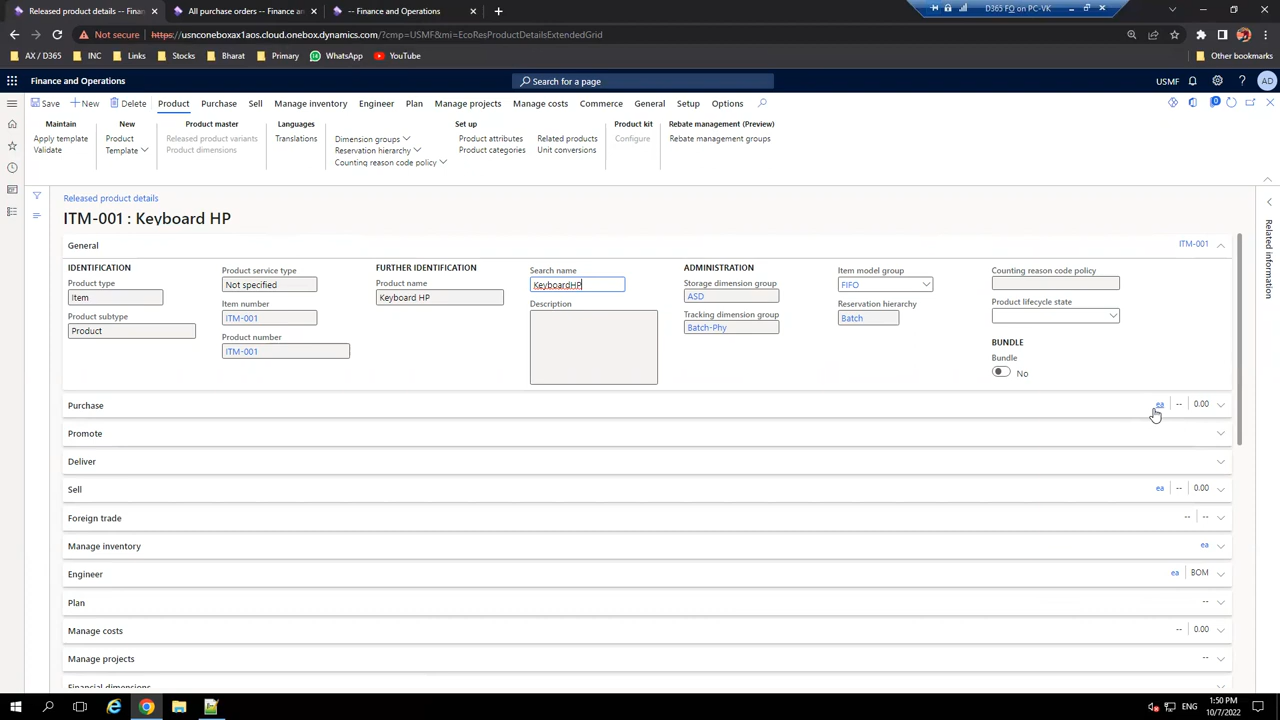 Released product details -- Finan
All purchase orders -- Finance an
-- Finance and Operations
D365 FO on PC-VK
Not secure
https://usnconeboxax1aos.cloud.onebox.dynamics.com/?cmp=USMF&mi=EcoResProductDetailsExtendedGrid
AX / D365
INC
Links
Stocks
Bharat
Primary
WhatsApp
YouTube
Other bookmarks
Finance and Operations
Search for a page
USMF
AD
Save
New
Delete
Product
Purchase
Sell
Manage inventory
Engineer
Plan
Manage projects
Manage costs
Commerce
General
Setup
Options
0
Maintain
Apply template
Validate
New
Product
Template
Product master
Released product variants
Product dimensions
Languages
Translations
Dimension groups
Reservation hierarchy
Counting reason code policy
Set up
Product attributes
Product categories
Related products
Unit conversions
Product kit
Configure
Rebate management (Preview)
Rebate management groups
Released product details
ITM-001 : Keyboard HP
General
ITM-001
IDENTIFICATION
Product type
Item
Product subtype
Product
Product service type
Not specified
Item number
ITM-001
Product number
ITM-001
FURTHER IDENTIFICATION
Product name
Keyboard HP
Search name
KeyboardHP
Description
ADMINISTRATION
Storage dimension group
ASD
Tracking dimension group
Batch-Phy
Item model group
FIFO
Reservation hierarchy
Batch
Counting reason code policy
Product lifecycle state
BUNDLE
Bundle
No
Purchase
ea -- 0.00
Promote
Deliver
Sell
ea -- 0.00
Foreign trade
-- --
Manage inventory
ea
Engineer
ea BOM
Plan
--
Manage costs
-- 0.00
Manage projects
--
Financial dimensions
Related information
ENG
1:50 PM
10/7/2022